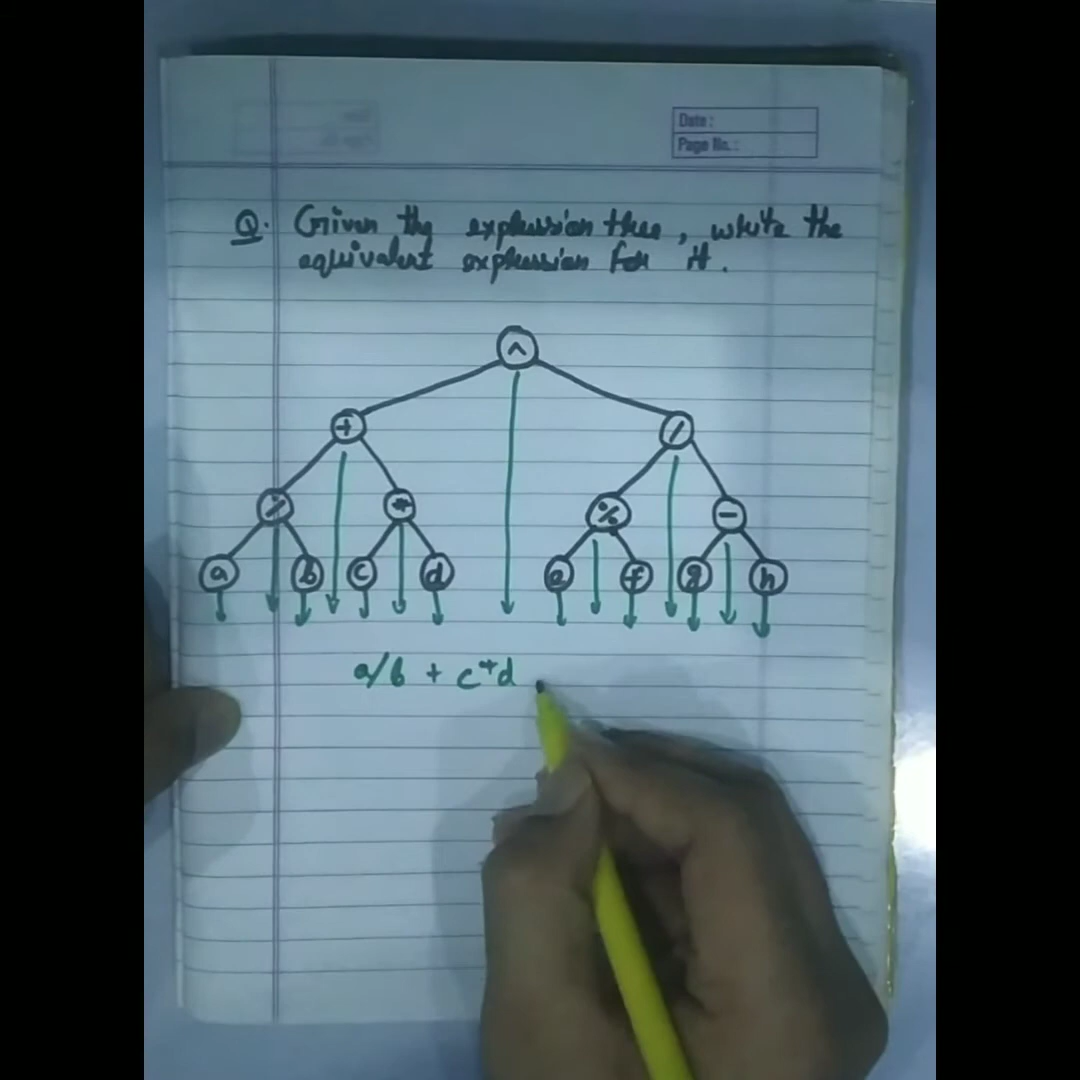 Date :
Page No. :
Q. Given the expression tree, write the
equivalent expression for it.
^
+ /
/ * % -
a b c d e f g h
a/b + c*d